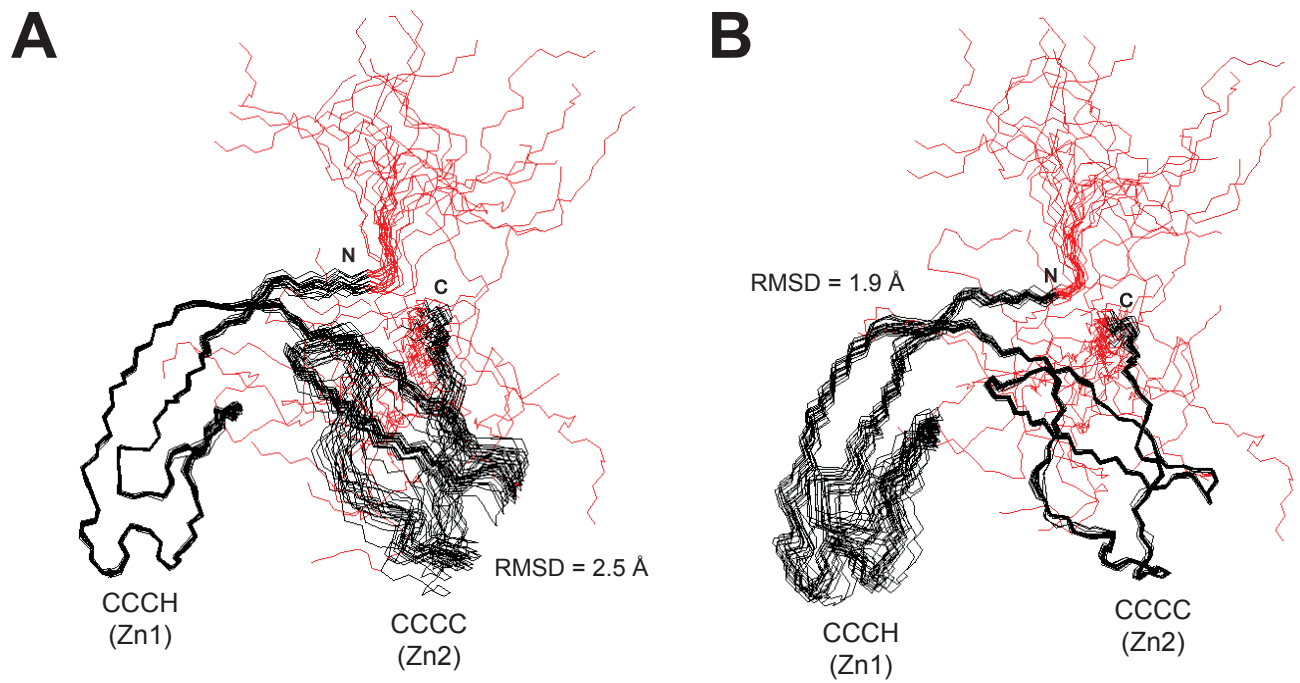 A
B
N
C
RMSD = 2.5 Å
CCCH
(Zn1)
CCCC
(Zn2)
RMSD = 1.9 Å
N
C
CCCH
(Zn1)
CCCC
(Zn2)